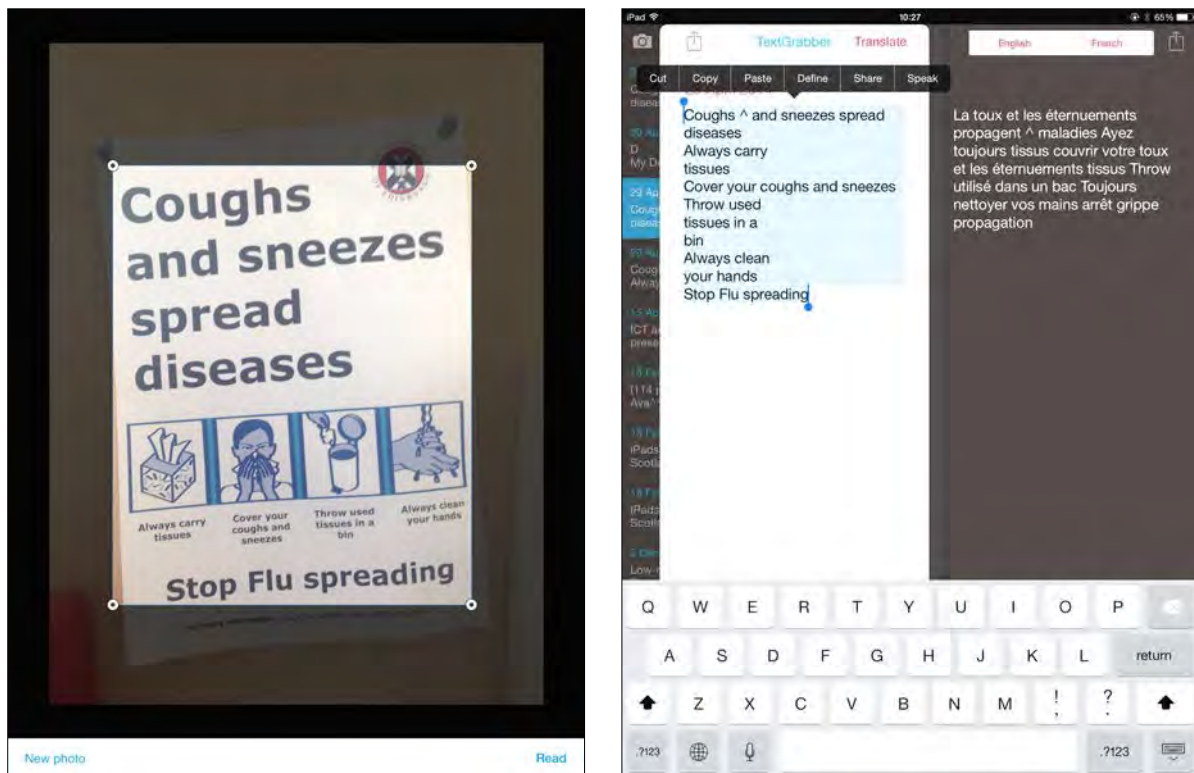 Coughs
and sneezes
spread
diseases
Always carry
tissues
Cover your
coughs and
sneezes
Throw used
tissues in a
bin
Always clean
your hands
Stop Flu spreading
New photo
Read
iPad
10:27
65%
TextGrabber
Translate
English
French
Cut
Copy
Paste
Define
Share
Speak
Coughs ^ and sneezes spread
diseases
Always carry
tissues
Cover your coughs and sneezes
Throw used
tissues in a
bin
Always clean
your hands
Stop Flu spreading
La toux et les éternuements
propagent ^ maladies Ayez
toujours tissus couvrir votre toux
et les éternuements tissus Throw
utilisé dans un bac Toujours
nettoyer vos mains arrêt grippe
propagation
D
My D
29 Ap
Q W E R T Y U I O P
A S D F G H J K L return
Z X C V B N M ! , ? .
.?123 .?123